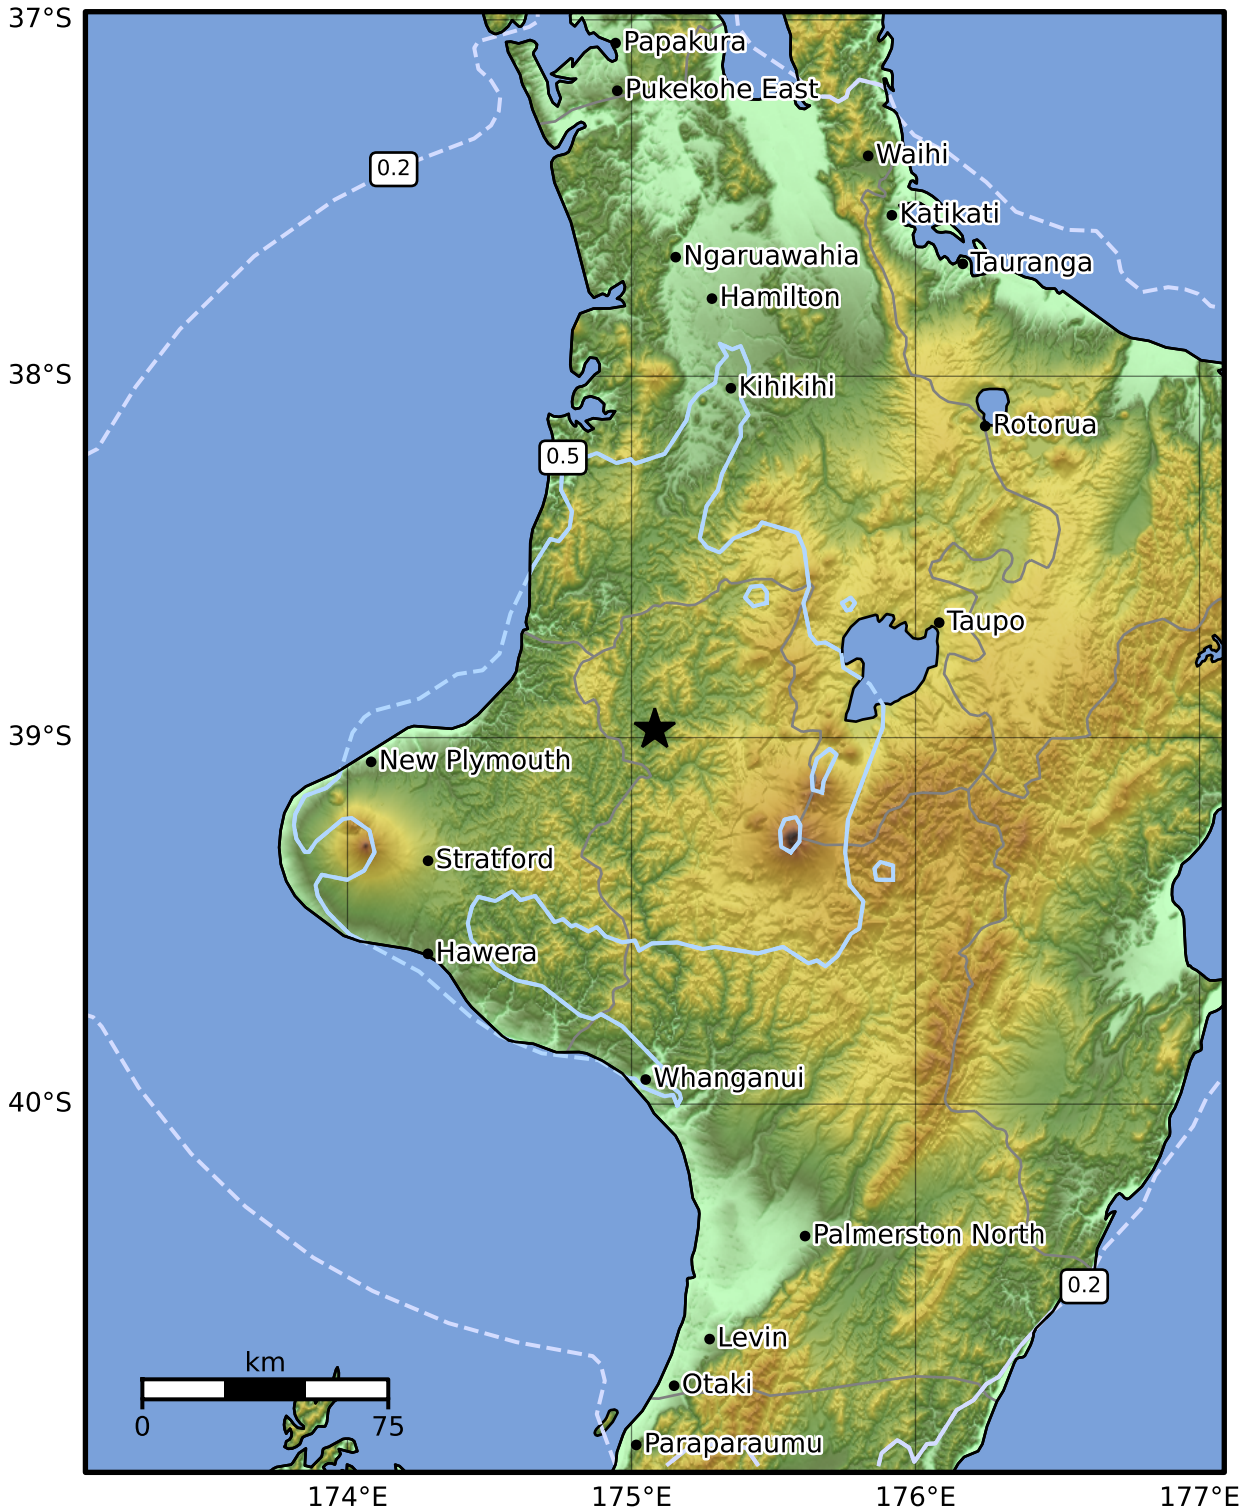 37°S
Papakura
Pukekohe East
Waihi
0.2
Katikati
Ngaruawahia
Tauranga
Hamilton
38°S
Kihikihi
Rotorua
0.5
Taupo
39°S
New Plymouth
Stratford
Hawera
Whanganui
40°S
Palmerston North
0.2
Levin
km
Otaki
0 75
Paraparaumu
174°E 175°E 176°E 177°E